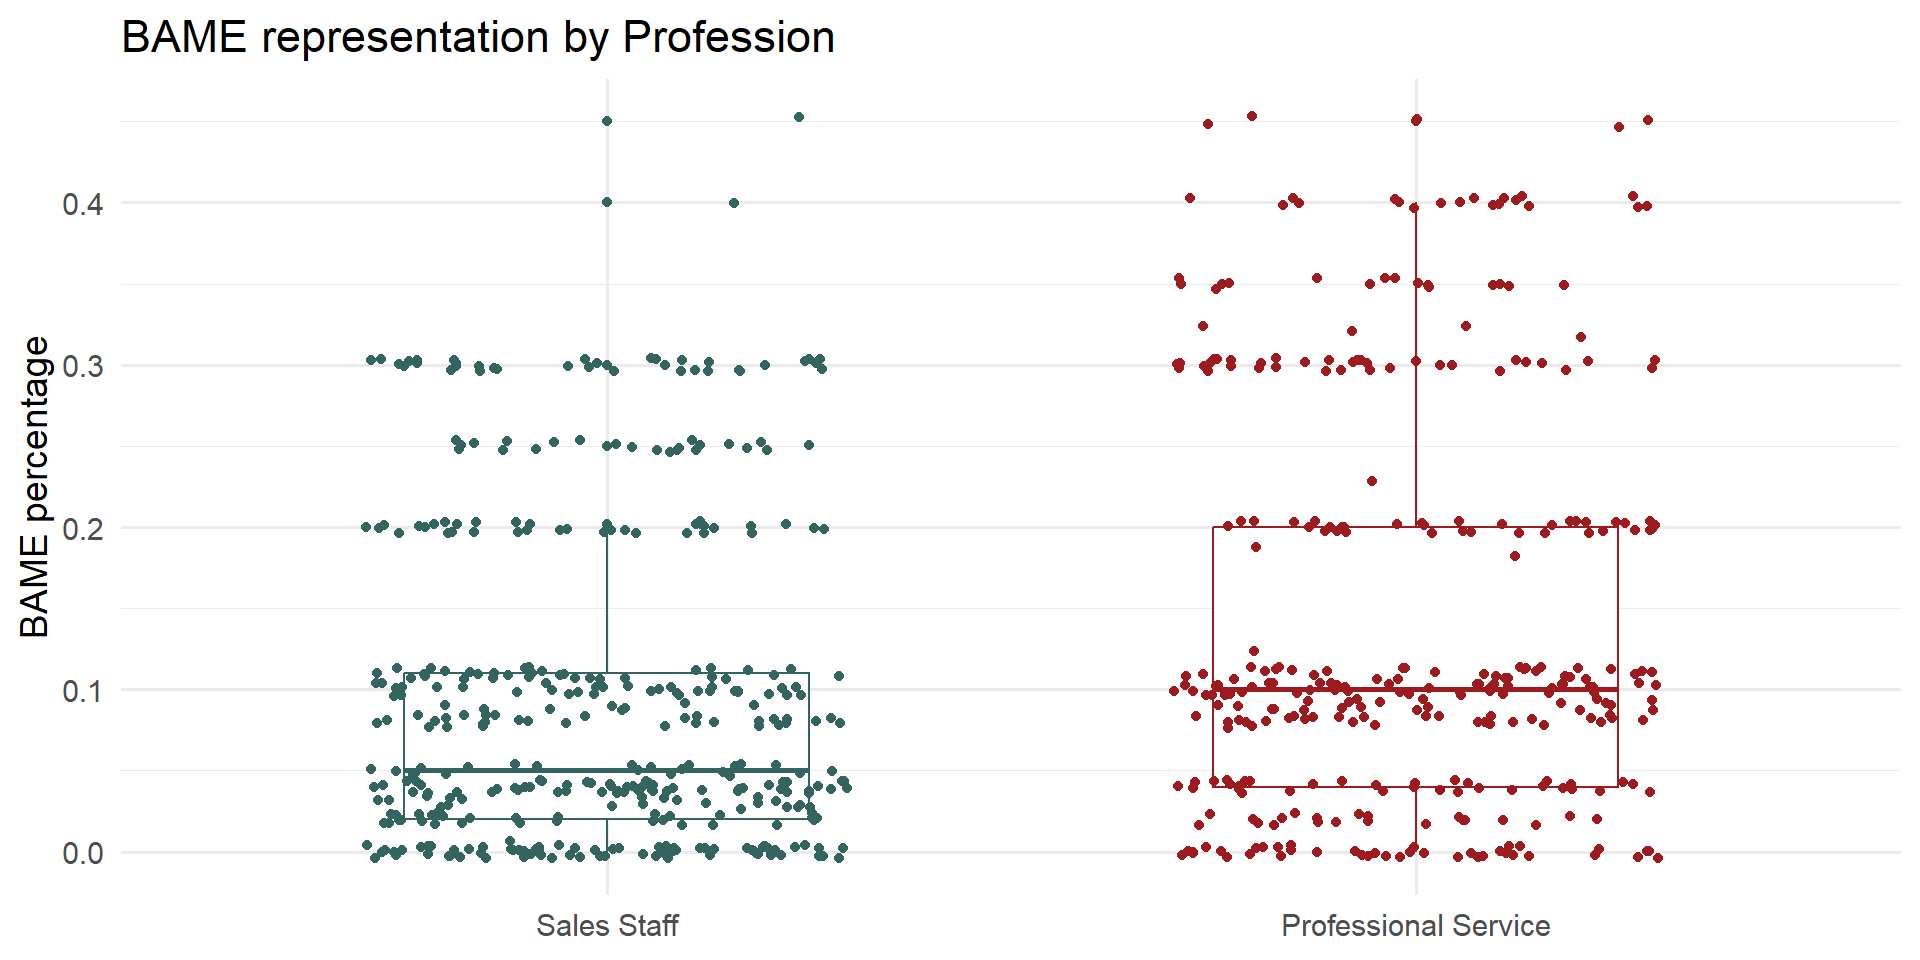 BAME representation by Profession
BAME percentage
0.4
0.3
0.2
0.1
0.0
Sales Staff
Professional Service